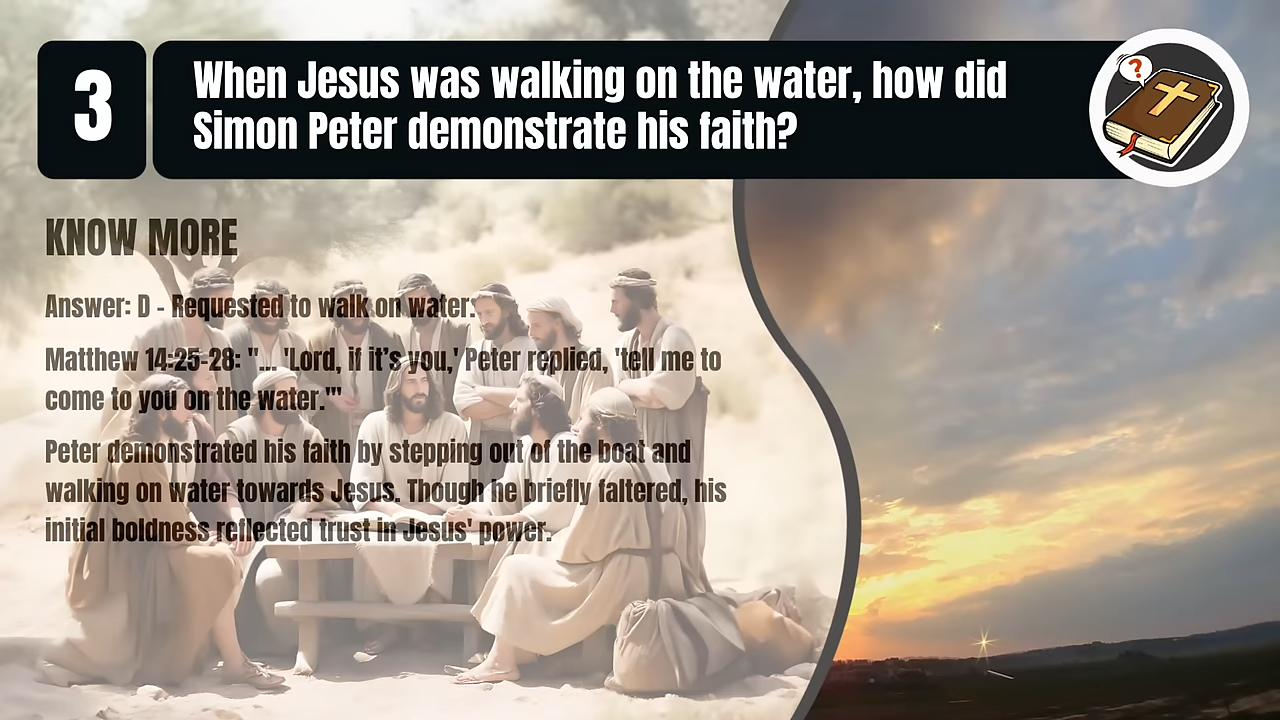 3
When Jesus was walking on the water, how did
Simon Peter demonstrate his faith?
?
KNOW MORE
Answer: D - Requested to walk on water:
Matthew 14:25-28: "... 'Lord, if it’s you,' Peter replied, 'tell me to
come to you on the water.'"
Peter demonstrated his faith by stepping out of the boat and
walking on water towards Jesus. Though he briefly faltered, his
initial boldness reflected trust in Jesus' power.